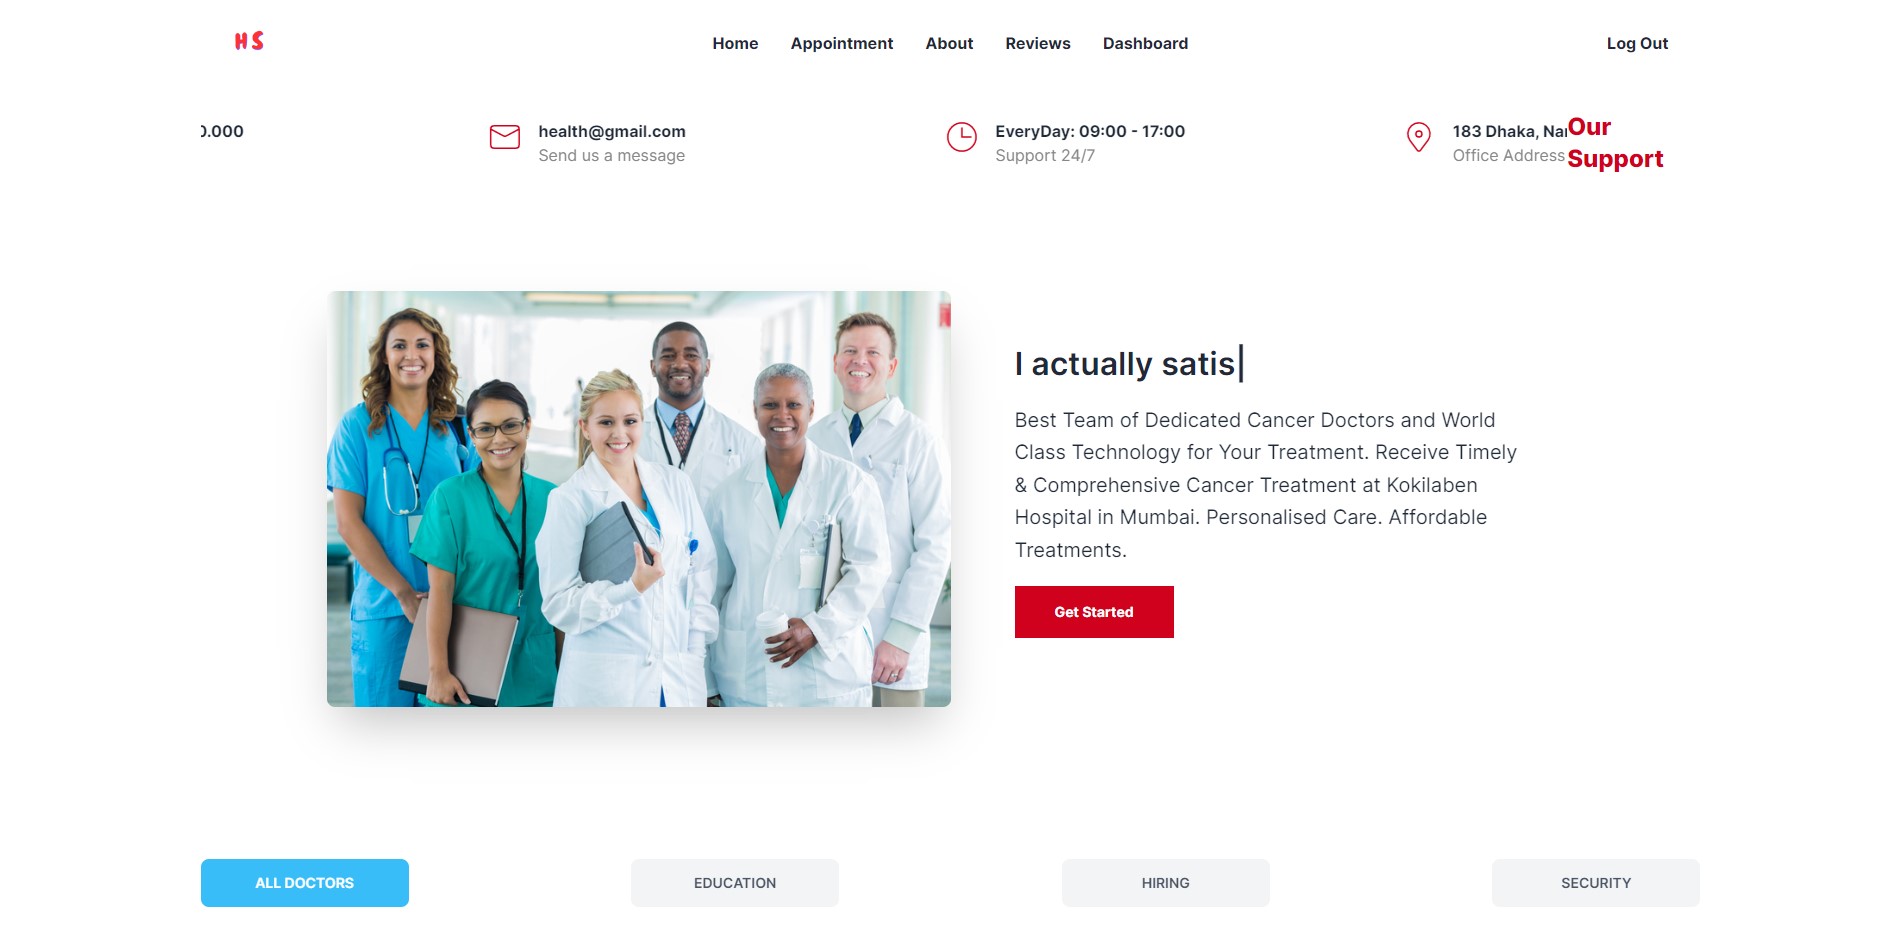 HS
Home Appointment About Reviews Dashboard
Log Out
0.000
health@gmail.com
Send us a message
EveryDay: 09:00 - 17:00
Support 24/7
183 Dhaka, Nar
Office Address
Our
Support
I actually satis
Best Team of Dedicated Cancer Doctors and World
Class Technology for Your Treatment. Receive Timely
& Comprehensive Cancer Treatment at Kokilaben
Hospital in Mumbai. Personalised Care. Affordable
Treatments.
Get Started
ALL DOCTORS
EDUCATION
HIRING
SECURITY